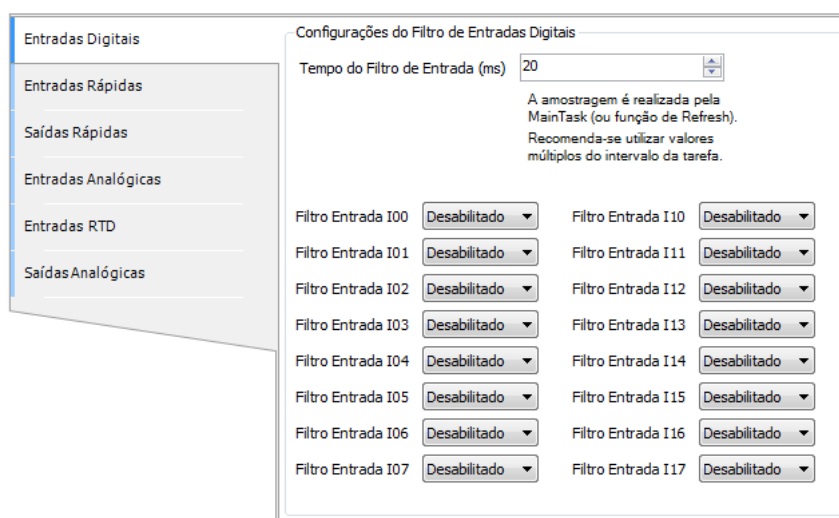 Entradas Digitais
Entradas Rápidas
Saídas Rápidas
Entradas Analógicas
Entradas RTD
Saídas Analógicas
Configurações do Filtro de Entradas Digitais
Tempo do Filtro de Entrada (ms) 20
A amostragem é realizada pela
MainTask (ou função de Refresh).
Recomenda-se utilizar valores
múltiplos do intervalo da tarefa.
Filtro Entrada I00 Desabilitado Filtro Entrada I10 Desabilitado
Filtro Entrada I01 Desabilitado Filtro Entrada I11 Desabilitado
Filtro Entrada I02 Desabilitado Filtro Entrada I12 Desabilitado
Filtro Entrada I03 Desabilitado Filtro Entrada I13 Desabilitado
Filtro Entrada I04 Desabilitado Filtro Entrada I14 Desabilitado
Filtro Entrada I05 Desabilitado Filtro Entrada I15 Desabilitado
Filtro Entrada I06 Desabilitado Filtro Entrada I16 Desabilitado
Filtro Entrada I07 Desabilitado Filtro Entrada I17 Desabilitado